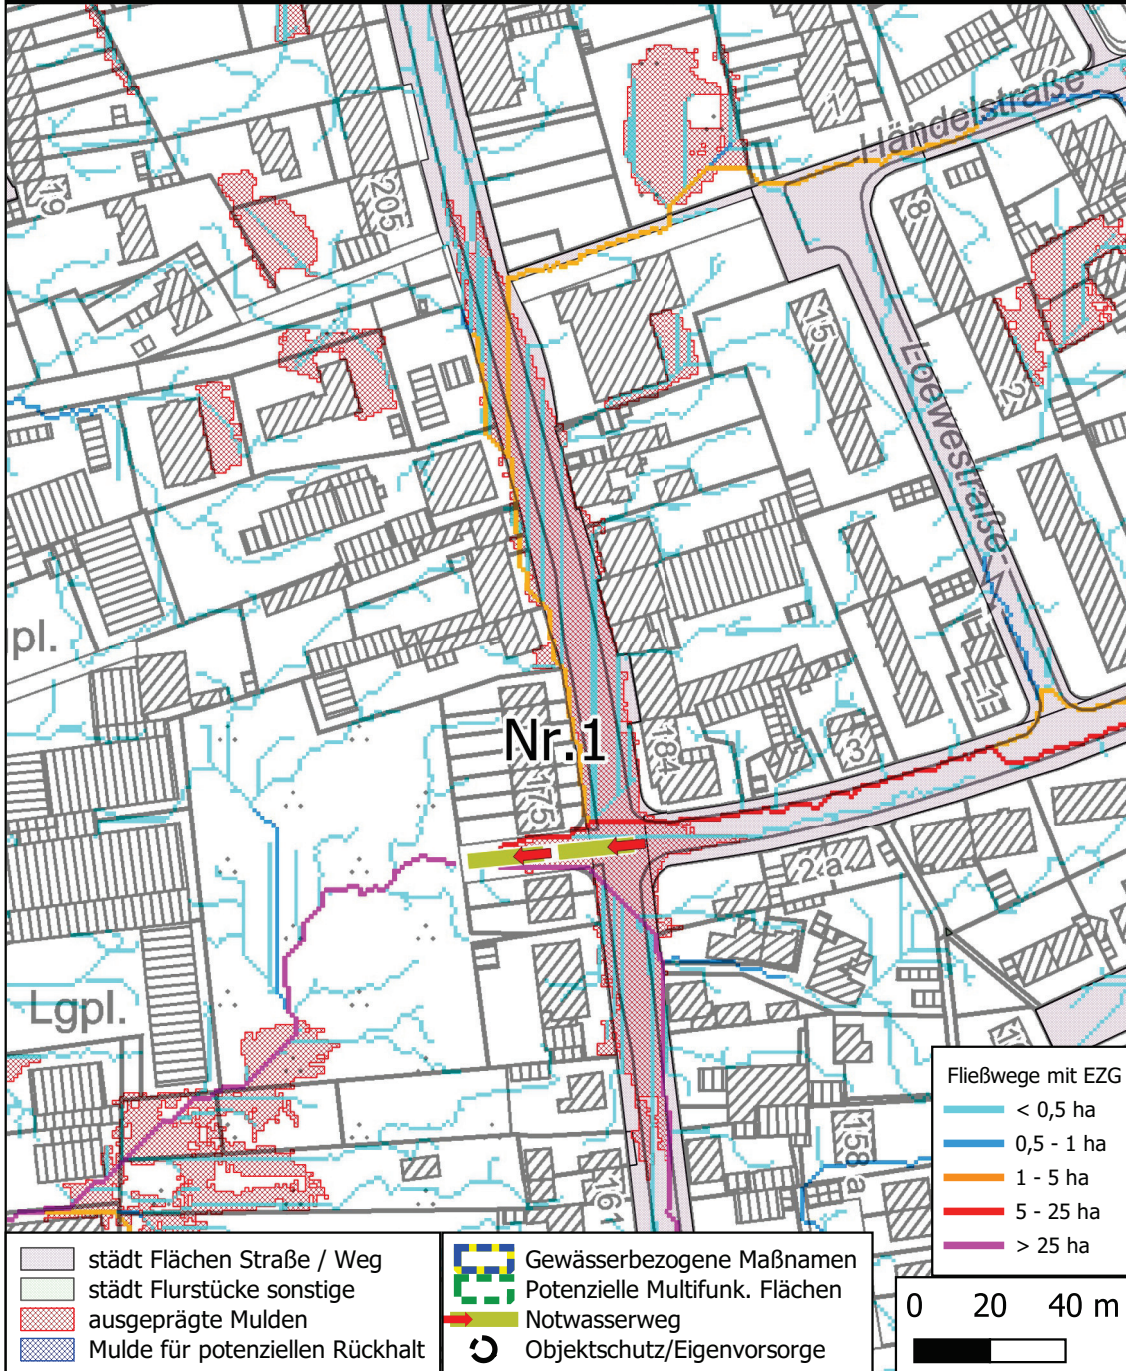 Händelstraße
1
19
205
8
15
2
Loewestraße
pl.
1
Nr.1
184
3
175
2 a
Lgpl.
158 a
161
Fließwege mit EZG
< 0,5 ha
0,5 - 1 ha
1 - 5 ha
5 - 25 ha
> 25 ha
städt Flächen Straße / Weg
städt Flurstücke sonstige
ausgeprägte Mulden
Mulde für potenziellen Rückhalt
Gewässerbezogene Maßnamen
Potenzielle Multifunk. Flächen
Notwasserweg
Objektschutz/Eigenvorsorge
0 20 40 m